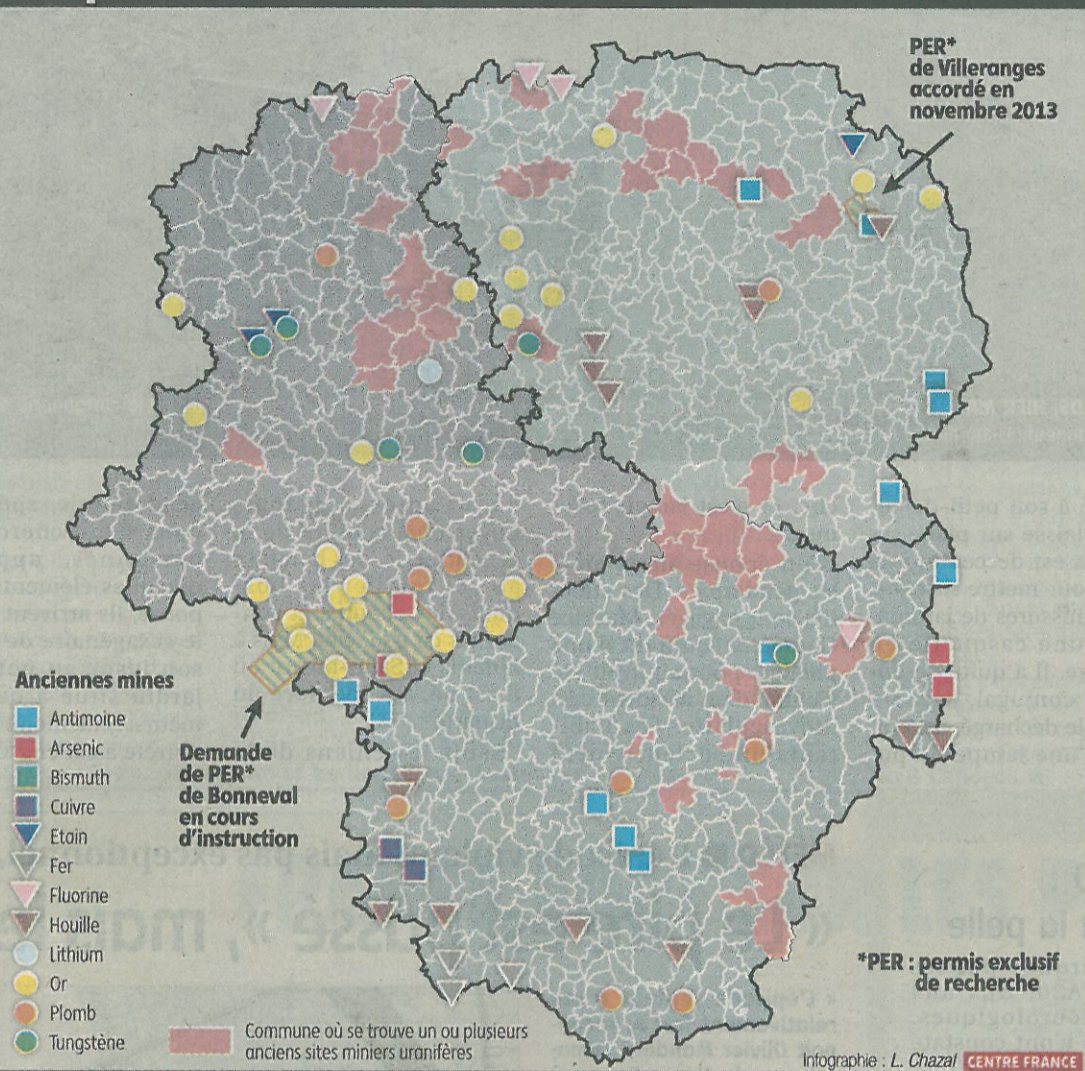 PER*
de Villeranges
accordé en
novembre 2013
Anciennes mines
Antimoine
Arsenic
Bismuth
Cuivre
Etain
Fer
Fluorine
Houille
Lithium
Or
Plomb
Tungstène
Demande
de PER*
de Bonneval
en cours
d'instruction
Commune où se trouve un ou plusieurs
anciens sites miniers uranifères
*PER : permis exclusif
de recherche
Infographie : L. Chazal CENTRE FRANCE